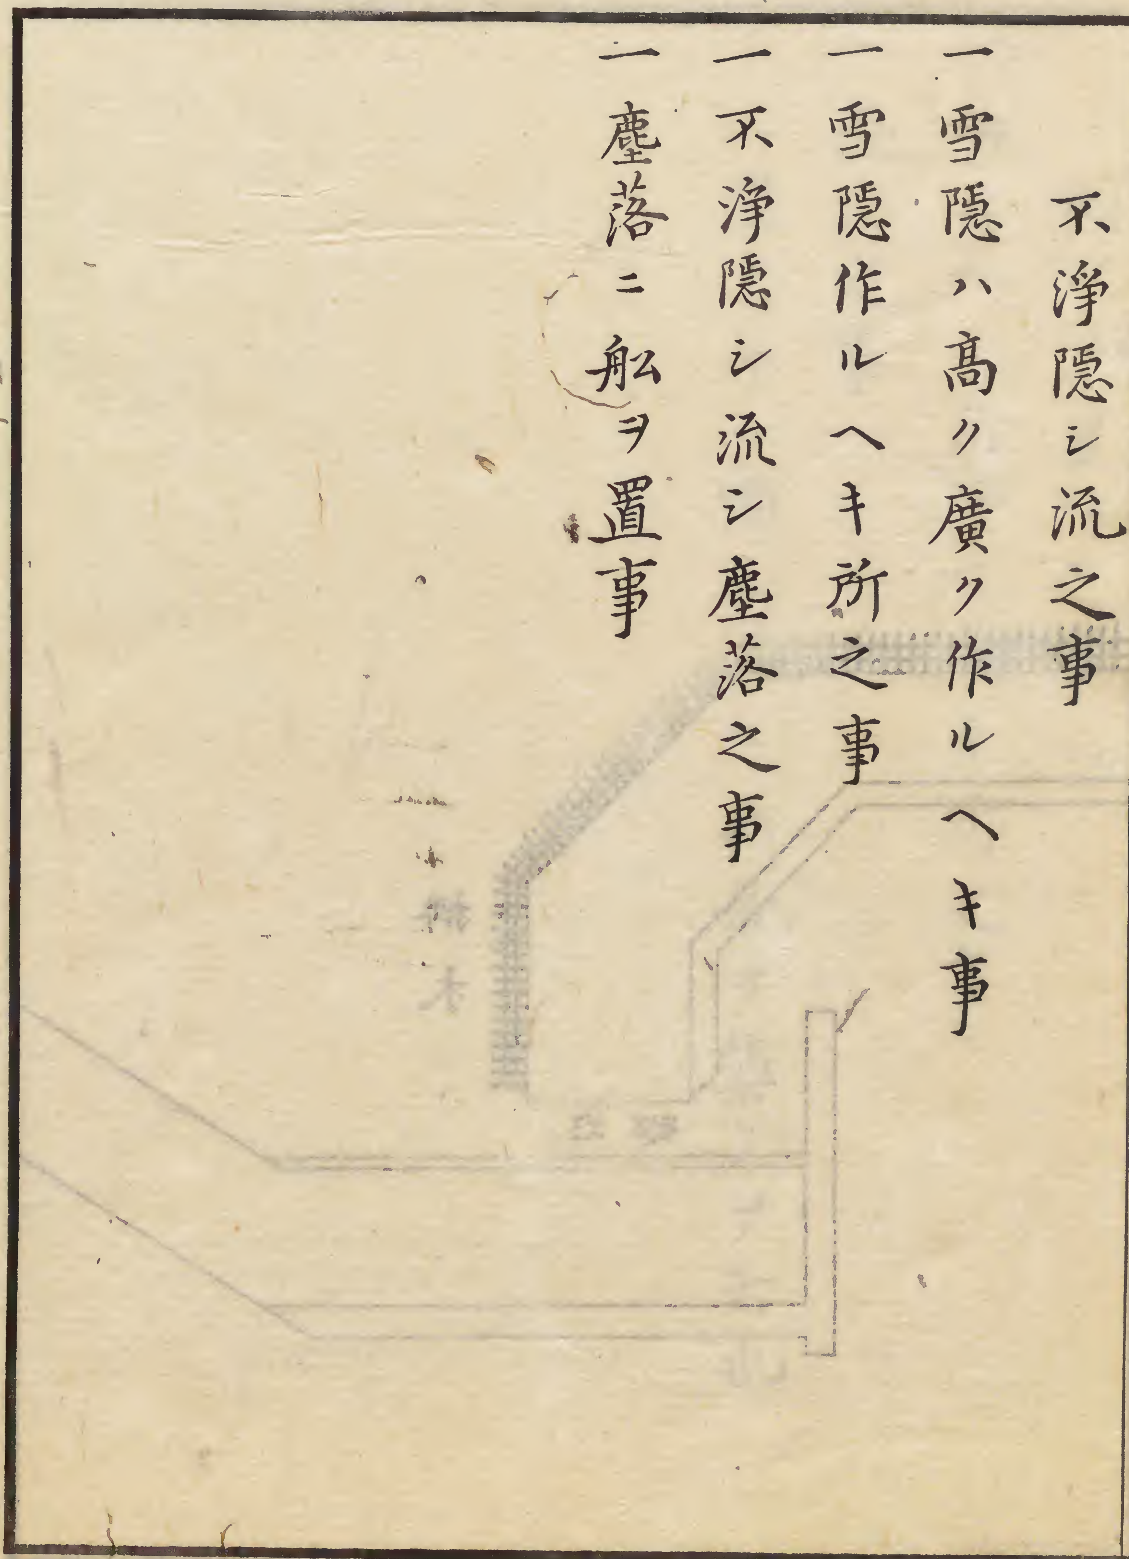 不浄隠シ流之事
一雪隠ハ高ク廣ク作ルヘキ事
一雪隠作ルヘキ所之事
一不浄隠シ流シ塵落之事
一塵落ニ舩ヲ置事